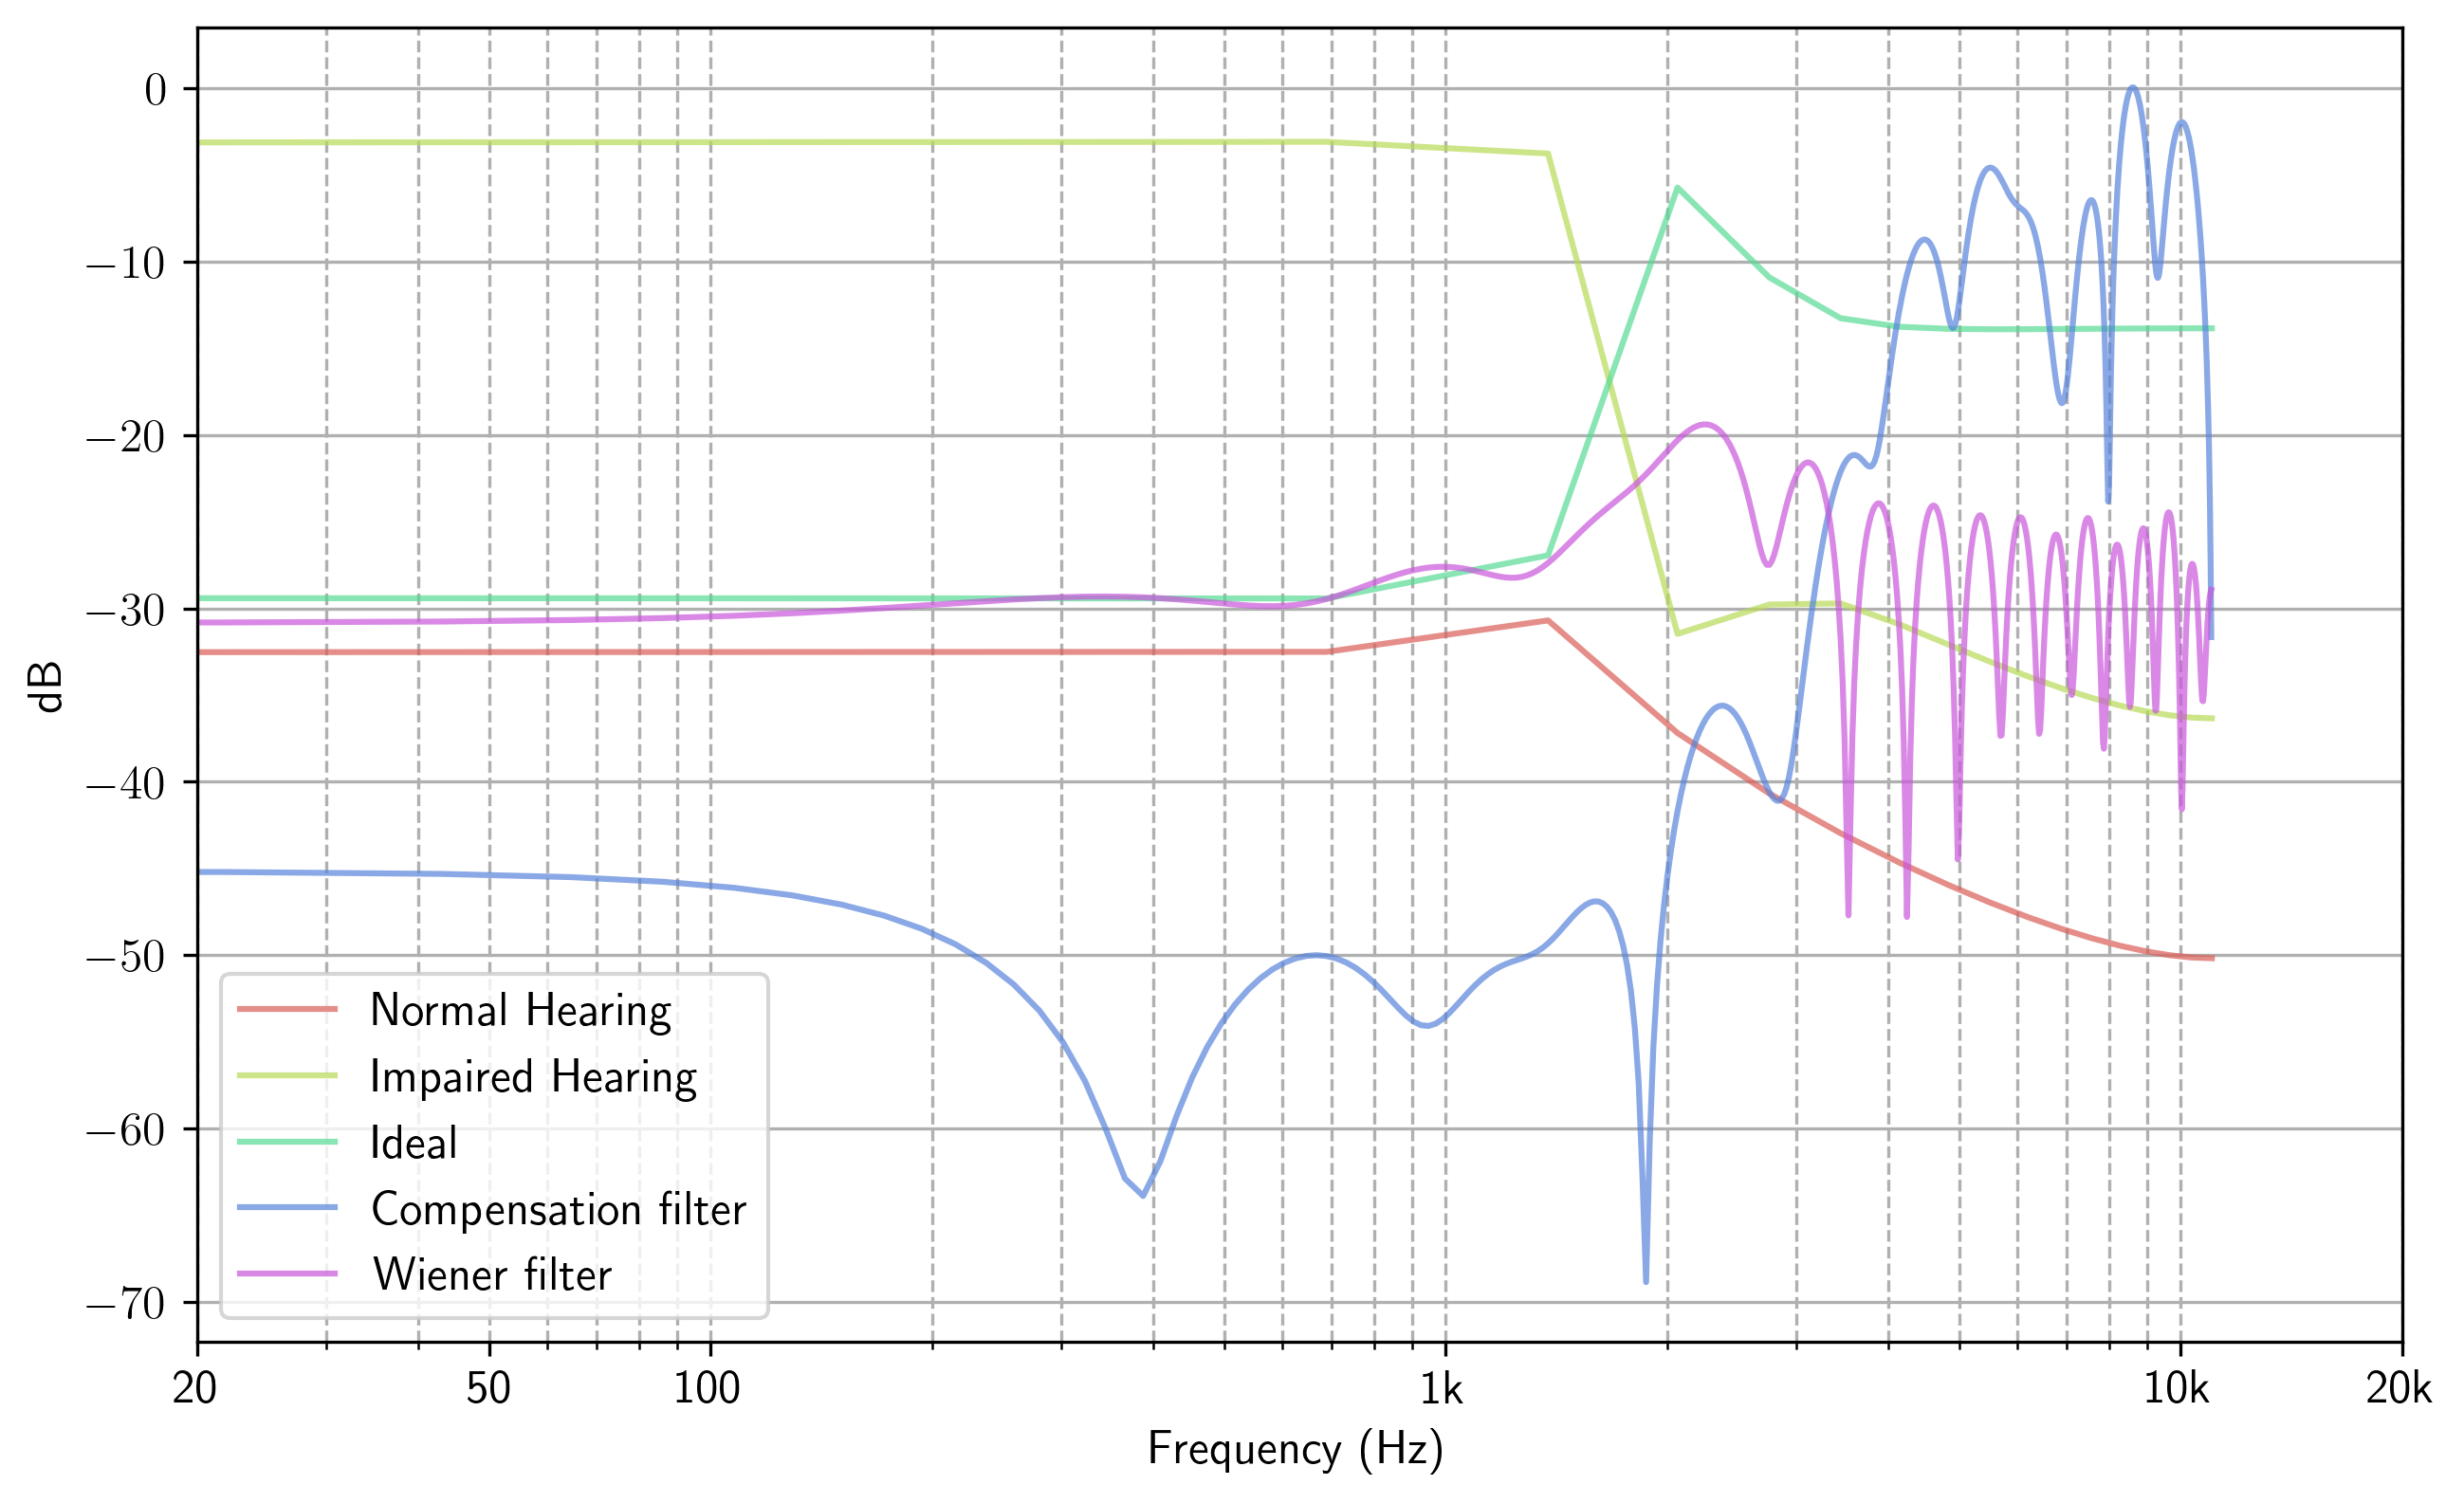 0
−10
−20
−30
−40
−50
−60
−70
dB
Normal Hearing
Impaired Hearing
Ideal
Compensation filter
Wiener filter
20 50 100 1k 10k 20k
Frequency (Hz)